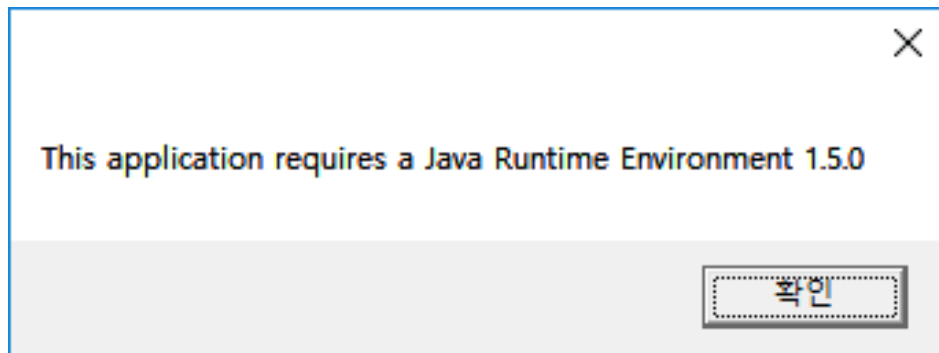 This application requires a Java Runtime Environment 1.5.0
확인